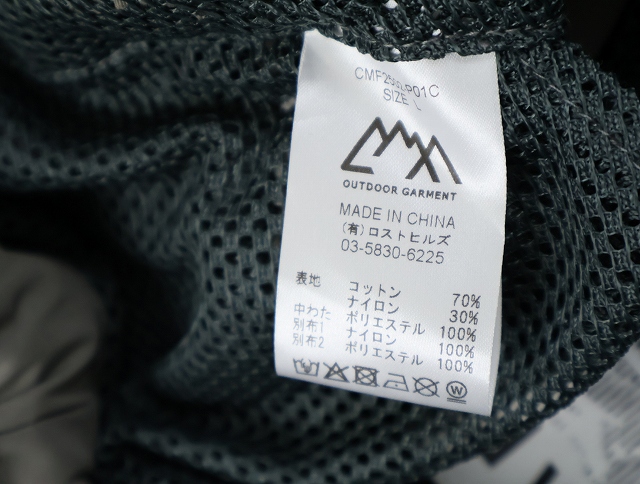 SIZE L
OUTDOOR GARMENT
MADE IN CHINA
(有)ロストヒルズ
03-5830-6225
表地 コットン 70%
ナイロン 30%
中わた ポリエステル 100%
別布1 ナイロン 100%
別布2 ポリエステル 100%